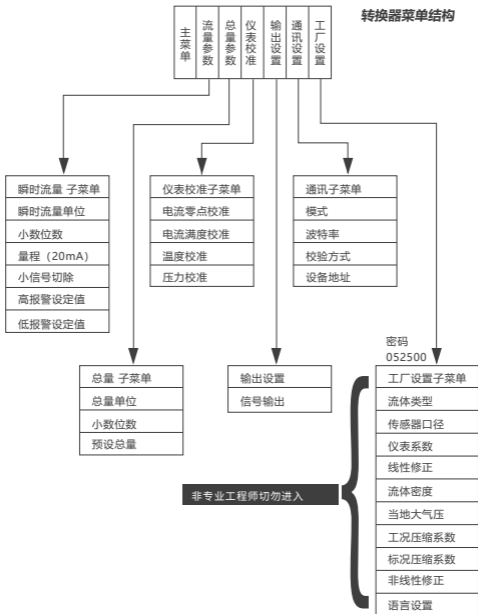 转换器菜单结构
主菜单
流量参数
总量参数
仪表校准
输出设置
通讯设置
工厂设置
瞬时流量 子菜单
瞬时流量单位
小数位数
量程（20mA）
小信号切除
高报警设定值
低报警设定值
仪表校准子菜单
电流零点校准
电流满度校准
温度校准
压力校准
通讯子菜单
模式
波特率
校验方式
设备地址
总量 子菜单
总量单位
小数位数
预设总量
输出设置
信号输出
密码
052500
工厂设置子菜单
流体类型
传感器口径
仪表系数
线性修正
流体密度
当地大气压
工况压缩系数
标况压缩系数
非线性修正
语言设置
非专业工程师切勿进入